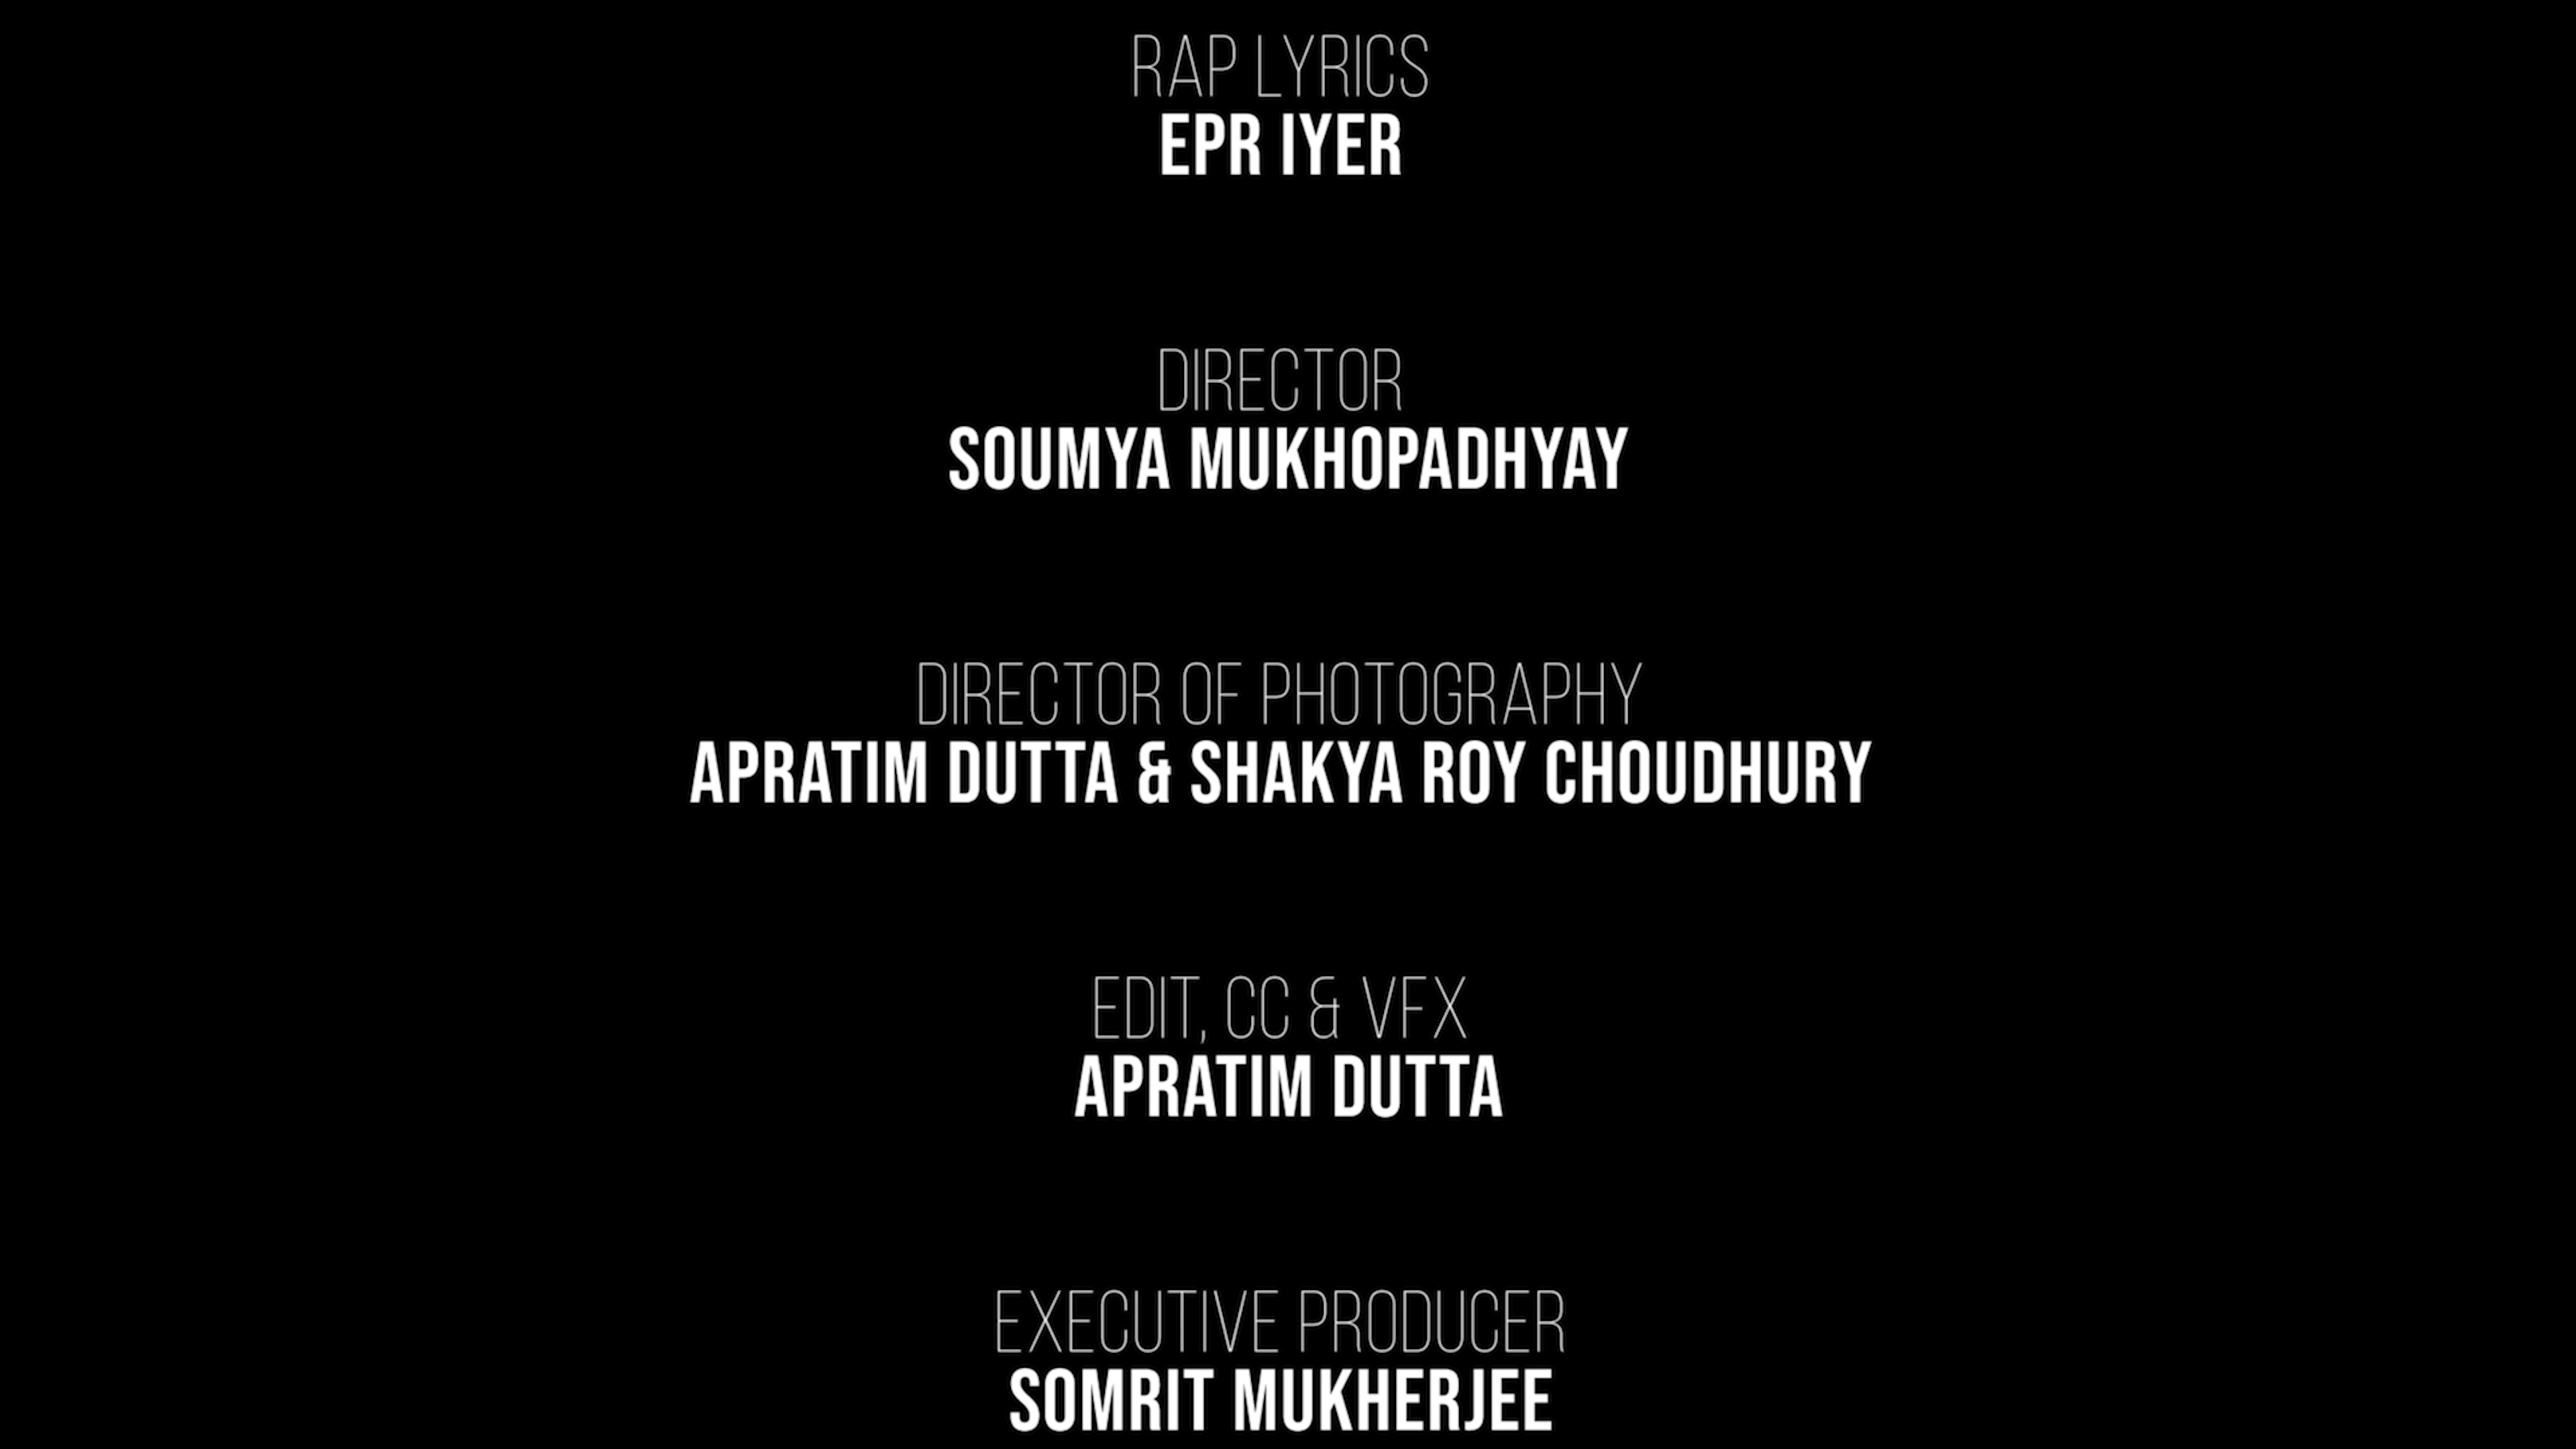 RAP LYRICS
EPR IYER
DIRECTOR
SOUMYA MUKHOPADHYAY
DIRECTOR OF PHOTOGRAPHY
APRATIM DUTTA & SHAKYA ROY CHOUDHURY
EDIT, CC & VFX
APRATIM DUTTA
EXECUTIVE PRODUCER
SOMRIT MUKHERJEE